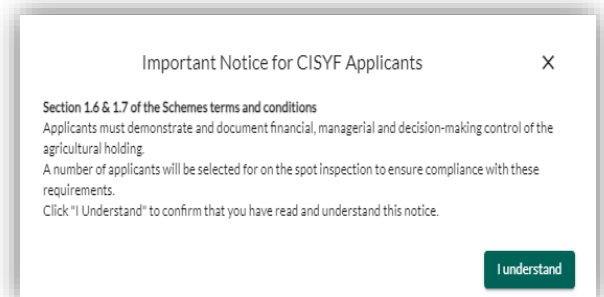 Important Notice for CISYF Applicants
X
Section 1.6 & 1.7 of the Schemes terms and conditions
Applicants must demonstrate and document financial, managerial and decision-making control of the
agricultural holding.
A number of applicants will be selected for on the spot inspection to ensure compliance with these
requirements.
Click "I Understand" to confirm that you have read and understand this notice.
I understand